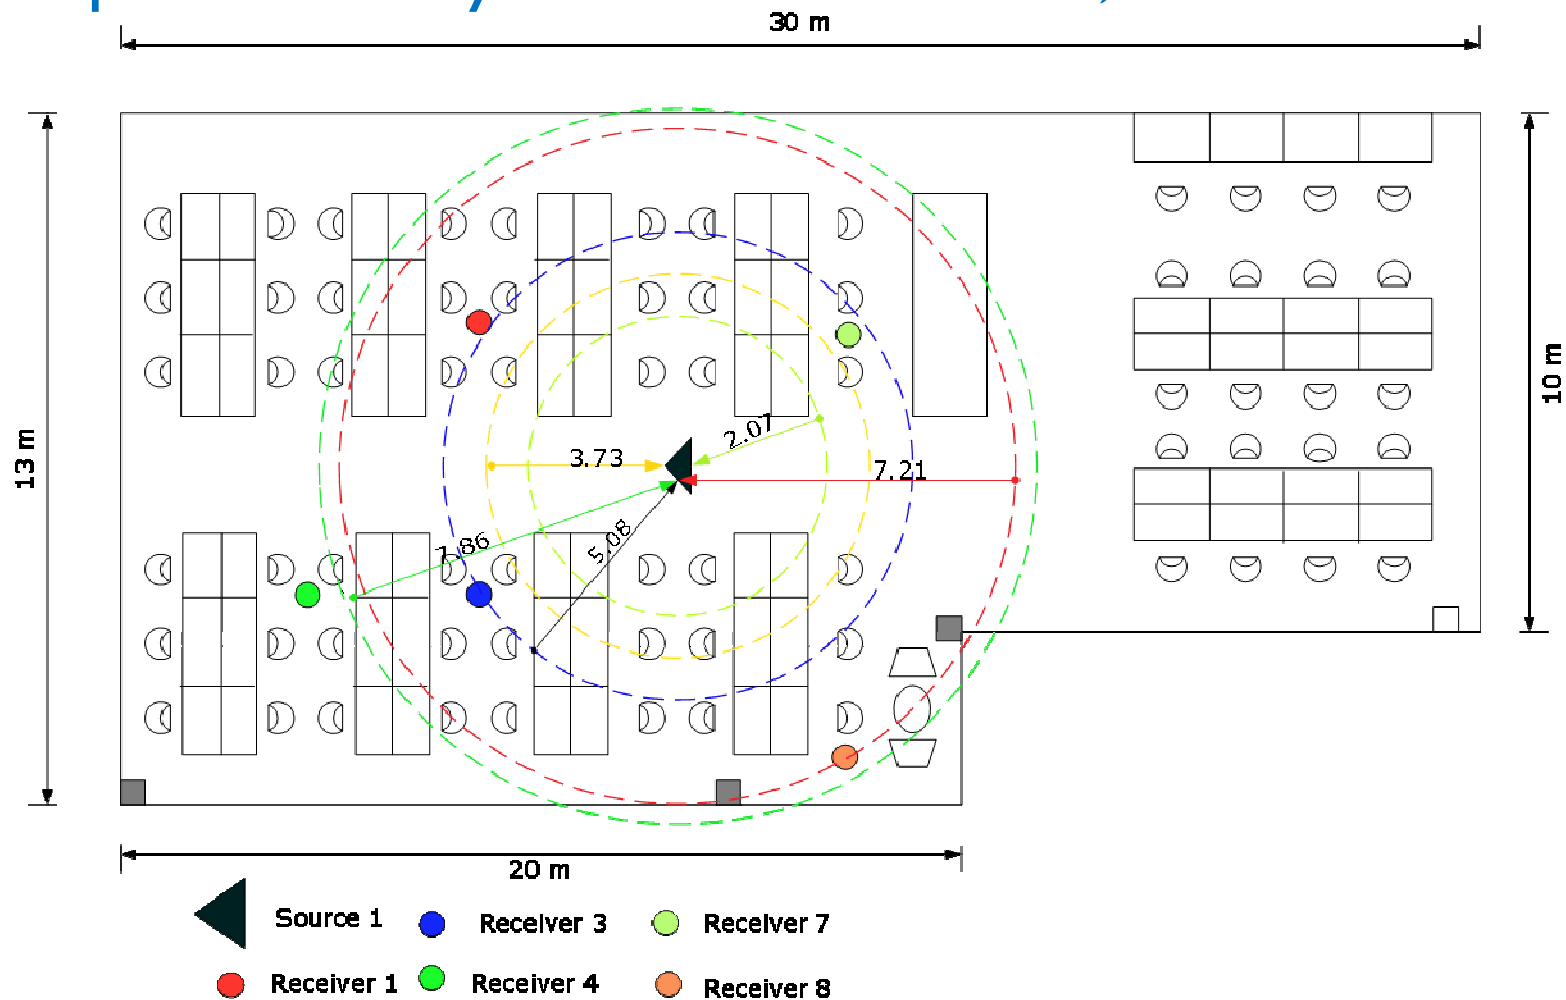 30 m
13 m
10 m
2.07
3.73
7.21
7.86
5.08
20 m
Source 1
Receiver 3
Receiver 7
Receiver 1
Receiver 4
Receiver 8